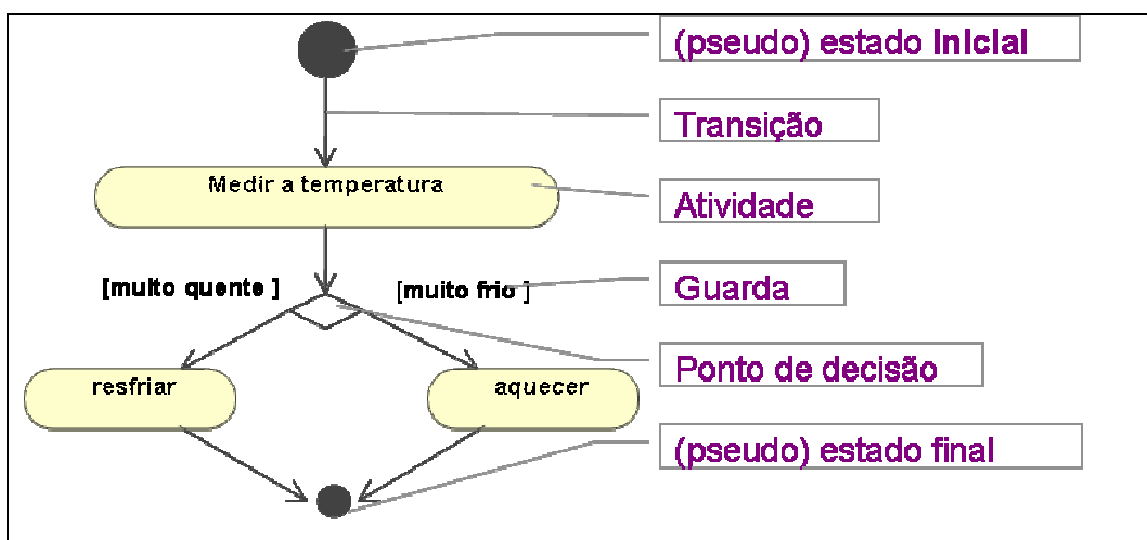 (pseudo) estado inicial
Transição
Medir a temperatura
Atividade
[muito quente ]
[muito frio ]
Guarda
Ponto de decisão
resfriar
aquecer
(pseudo) estado final